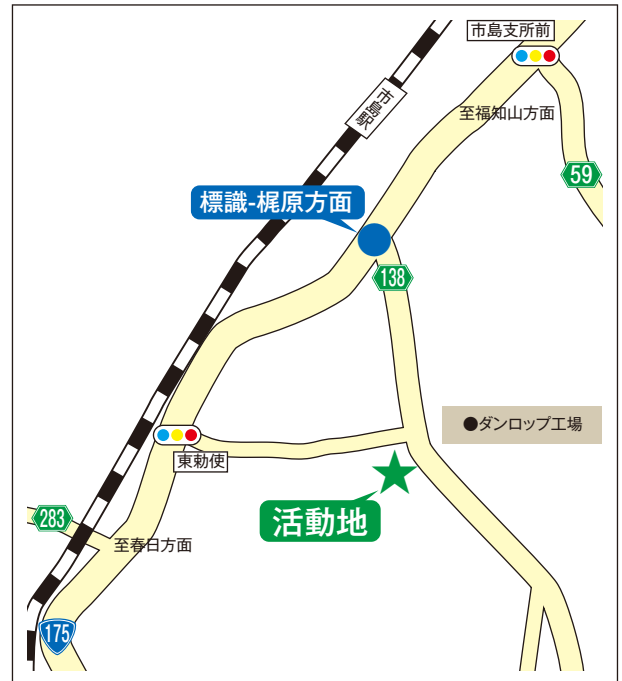 市島支所前
市島駅
至福知山方面
59
標識-梶原方面
138
●ダンロップ工場
東勅使
活動地
283
至春日方面
175